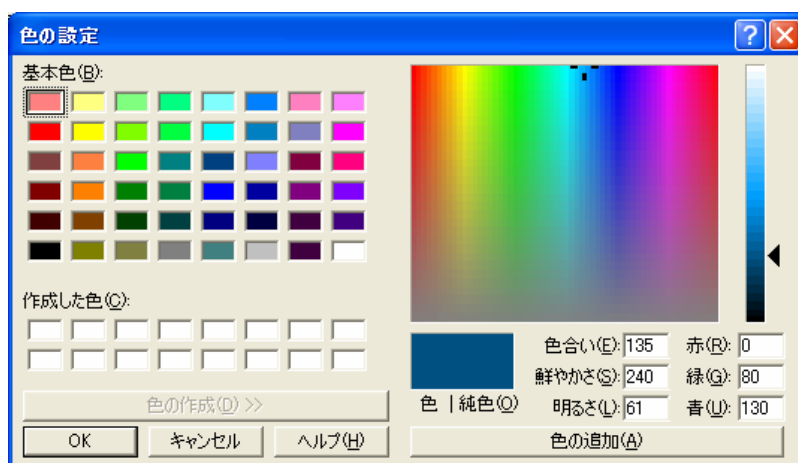 色の設定
基本色(B):
作成した色(C):
色の作成(D) >>
OK キャンセル ヘルプ(H)
色 | 純色(O)
色合い(E): 135 赤(R): 0
鮮やかさ(S): 240 緑(G): 80
明るさ(L): 61 青(U): 130
色の追加(A)